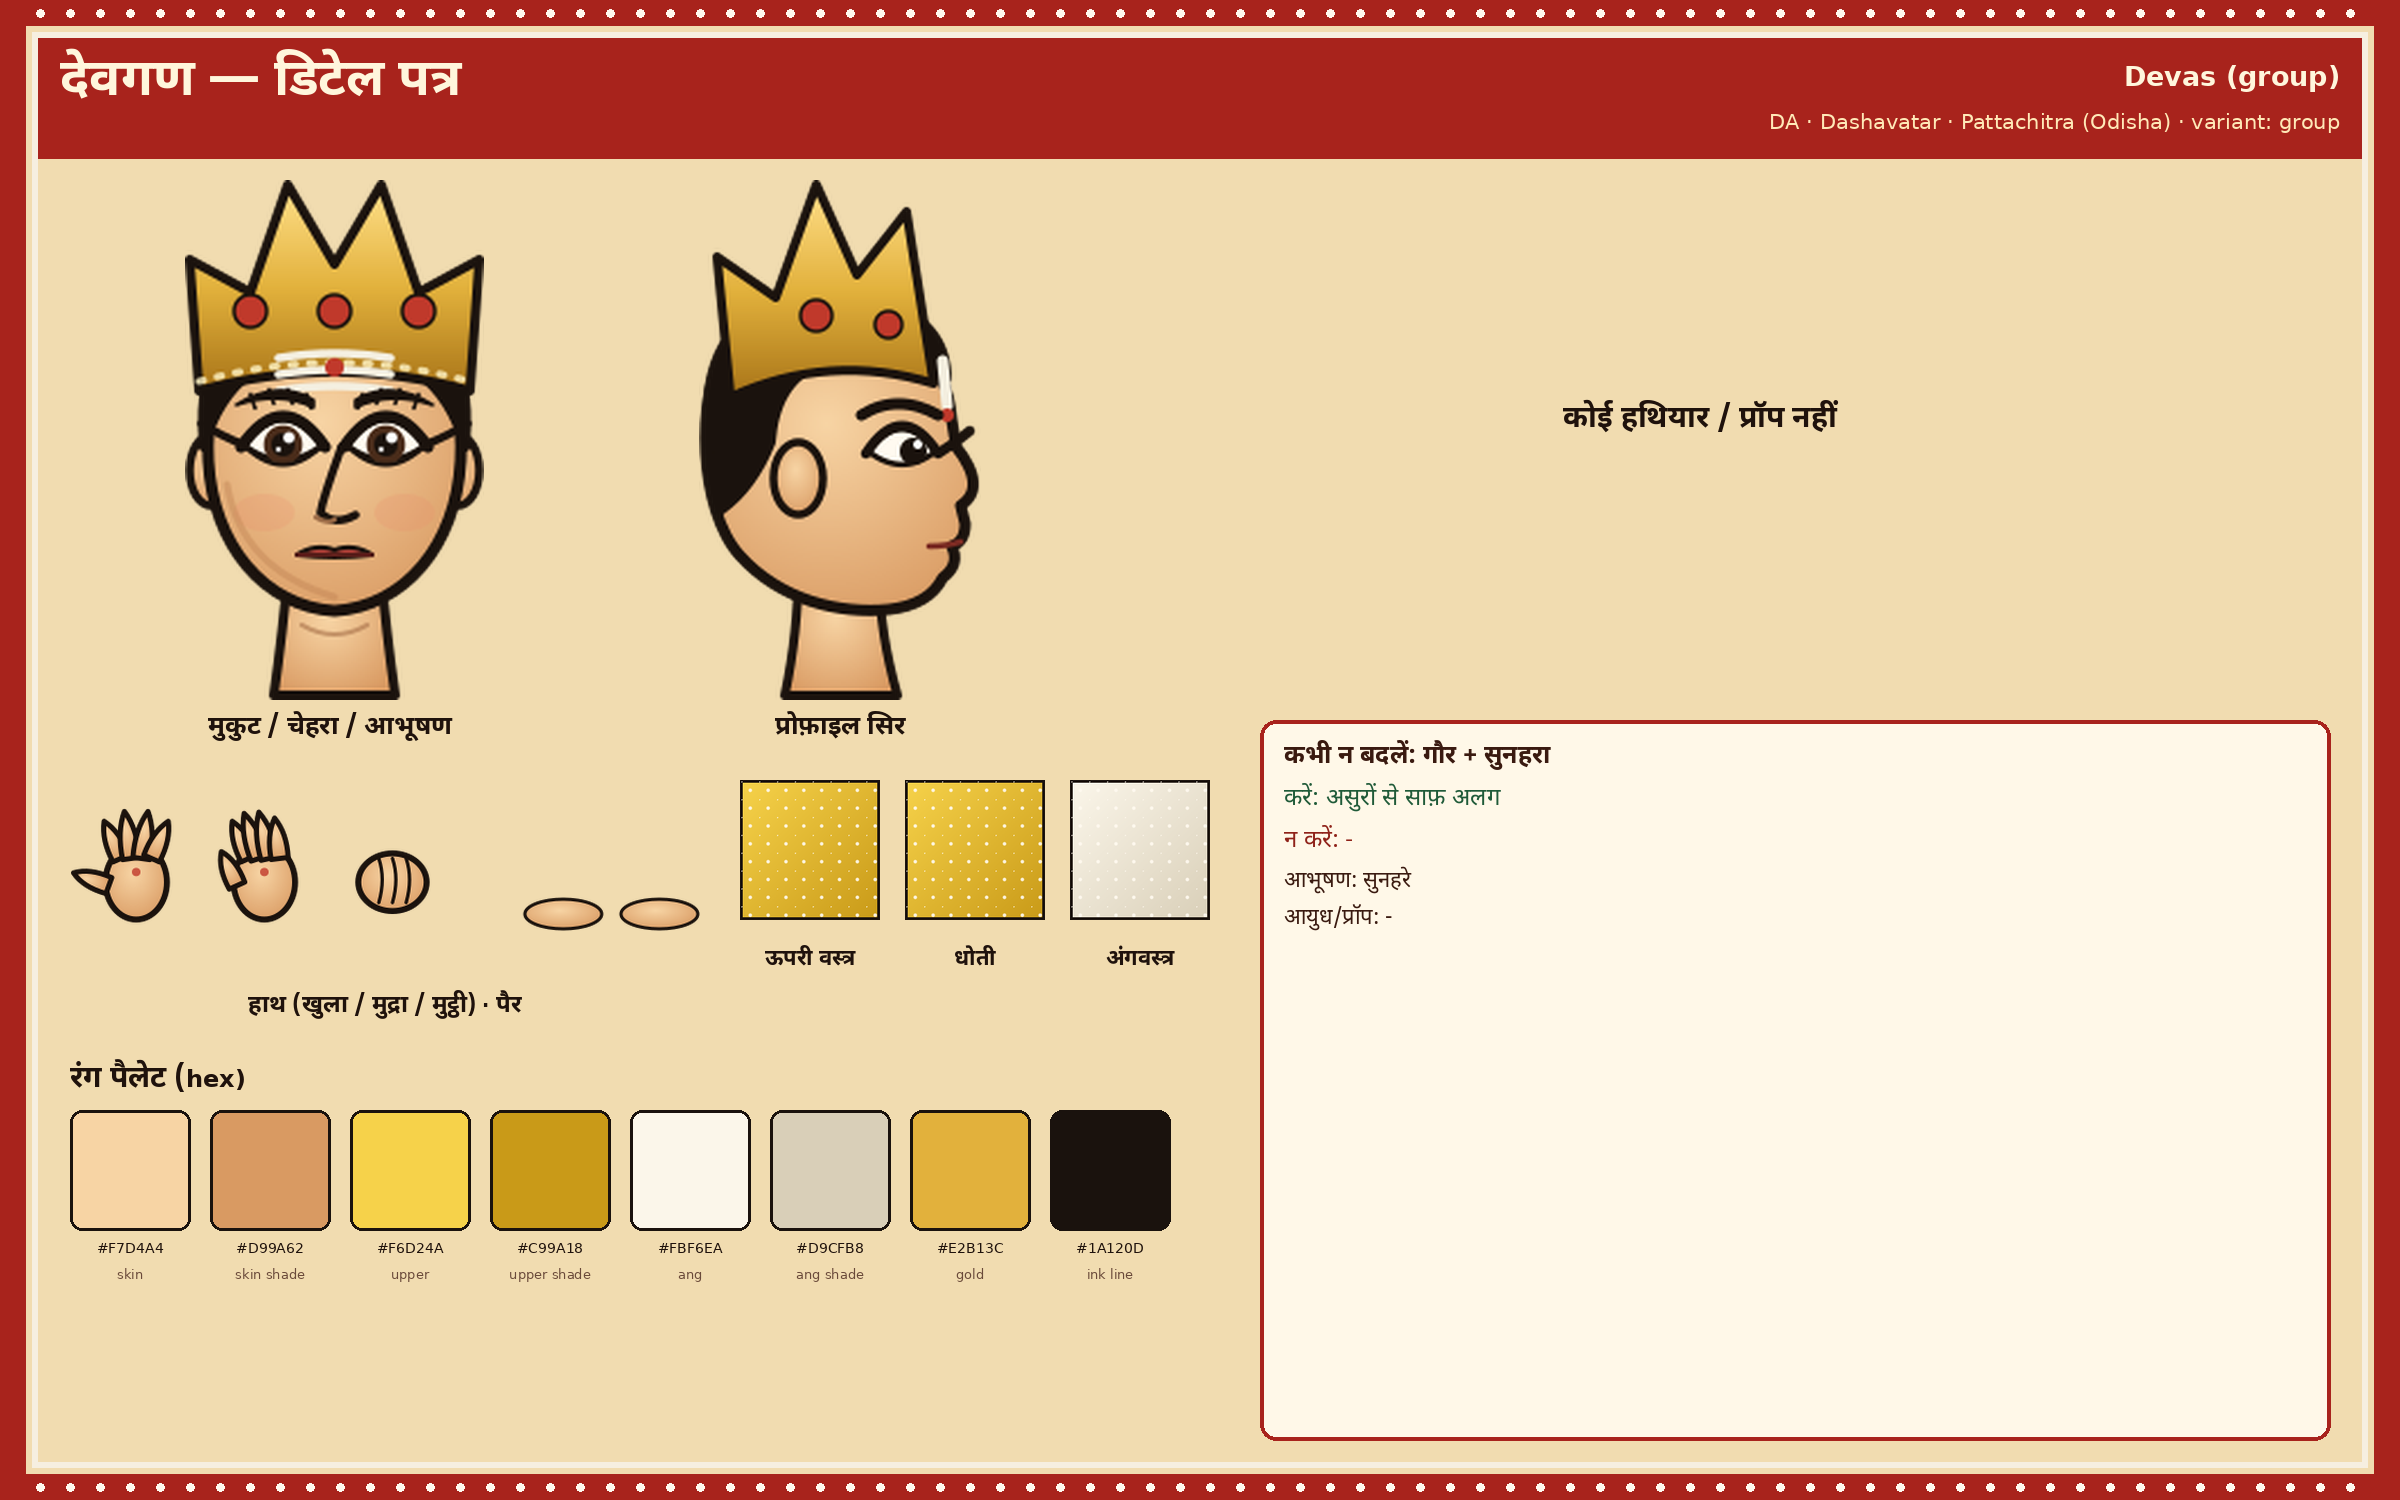 देवगण — डिटेल पत्र
Devas (group)
DA · Dashavatar · Pattachitra (Odisha) · variant: group
कोई हथियार / प्रॉप नहीं
मुकुट / चेहरा / आभूषण
प्रोफ़ाइल सिर
ऊपरी वस्त्र
धोती
अंगवस्त्र
हाथ (खुला / मुद्रा / मुट्ठी) · पैर
रंग पैलेट (hex)
#F7D4A4
#D99A62
#F6D24A
#C99A18
#FBF6EA
#D9CFB8
#E2B13C
#1A120D
skin
skin shade
upper
upper shade
ang
ang shade
gold
ink line
कभी न बदलें: गौर + सुनहरा
करें: असुरों से साफ़ अलग
न करें: -
आभूषण: सुनहरे
आयुध/प्रॉप: -